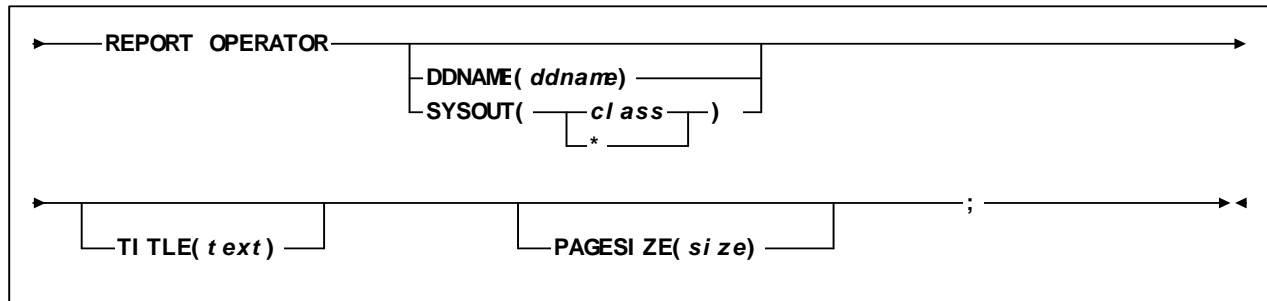 REPORT OPERATOR
DDNAME( ddname)
SYSOUT( class )
*
TITLE( text) PAGESIZE( size) ;